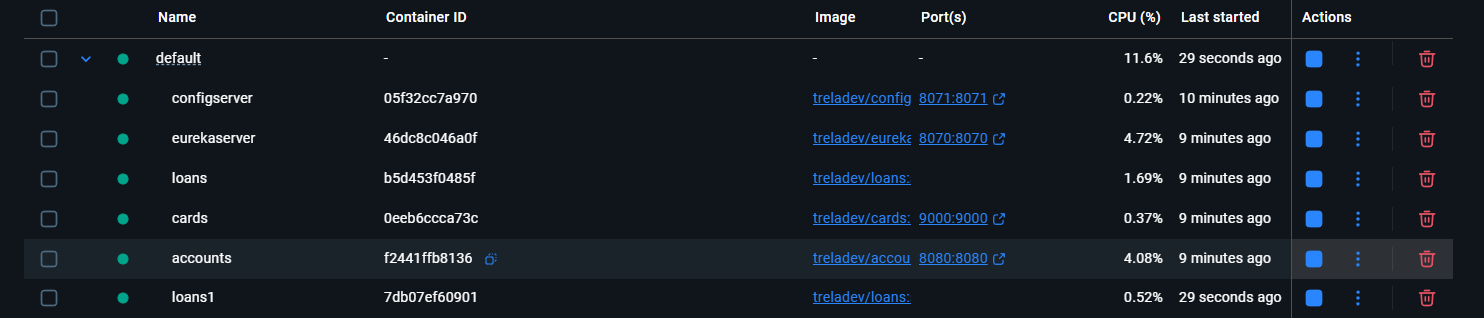 Name Container ID Image Port(s) CPU (%) Last started Actions
default - - - 11.6% 29 seconds ago
configserver 05f32cc7a970 treladev/config 8071:8071 0.22% 10 minutes ago
eurekaserver 46dc8c046a0f treladev/eureka 8070:8070 4.72% 9 minutes ago
loans b5d453f0485f treladev/loans: 1.69% 9 minutes ago
cards 0eeb6ccca73c treladev/cards: 9000:9000 0.37% 9 minutes ago
accounts f2441ffb8136 treladev/accou 8080:8080 4.08% 9 minutes ago
loans1 7db07ef60901 treladev/loans: 0.52% 29 seconds ago